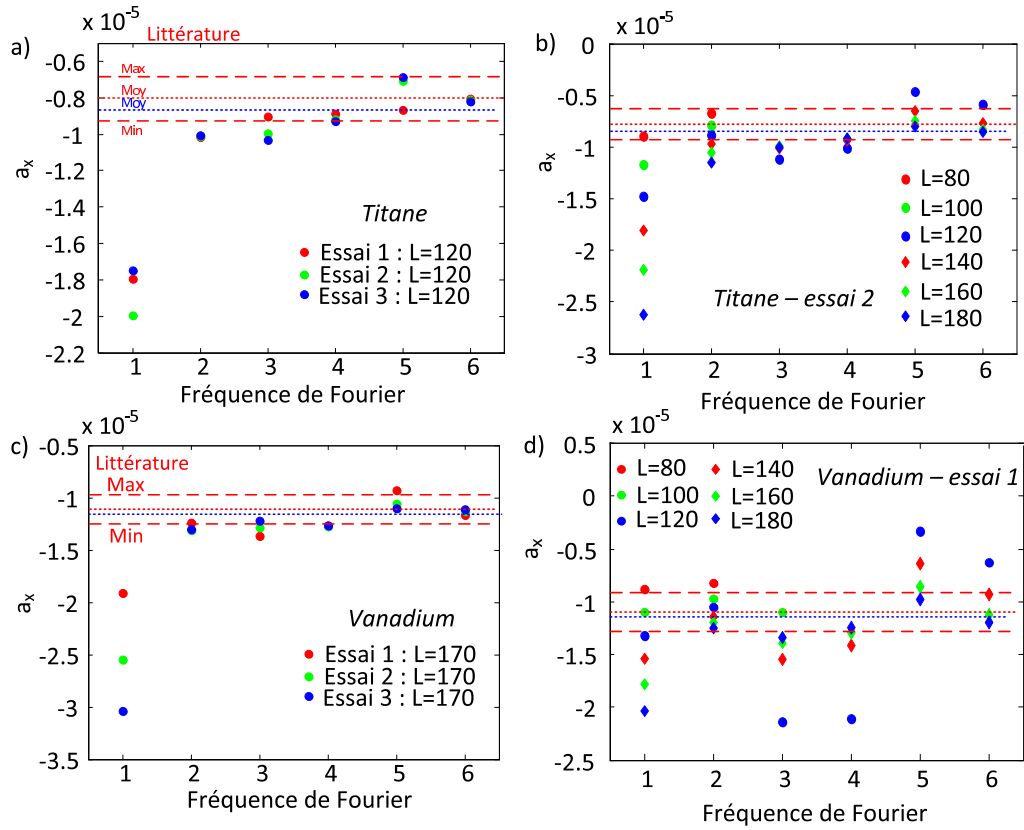 a)
x 10⁻⁵
Littérature
-0.6
-0.8
-1
-1.2
-1.4
-1.6
-1.8
-2
-2.2
aₓ
Max
Moy
Moy
Min
Titane
Essai 1 : L=120
Essai 2 : L=120
Essai 3 : L=120
1 2 3 4 5 6
Fréquence de Fourier
b)
x 10⁻⁵
0
-0.5
-1
-1.5
-2
-2.5
-3
aₓ
L=80
L=100
L=120
L=140
L=160
L=180
Titane – essai 2
1 2 3 4 5 6
Fréquence de Fourier
c)
x 10⁻⁵
-0.5
-1
-1.5
-2
-2.5
-3
-3.5
aₓ
Littérature
Max
Min
Vanadium
Essai 1 : L=170
Essai 2 : L=170
Essai 3 : L=170
1 2 3 4 5 6
Fréquence de Fourier
d)
x 10⁻⁵
0.5
0
-0.5
-1
-1.5
-2
-2.5
aₓ
L=80 L=140
L=100 L=160
L=120 L=180
Vanadium – essai 1
1 2 3 4 5 6
Fréquence de Fourier